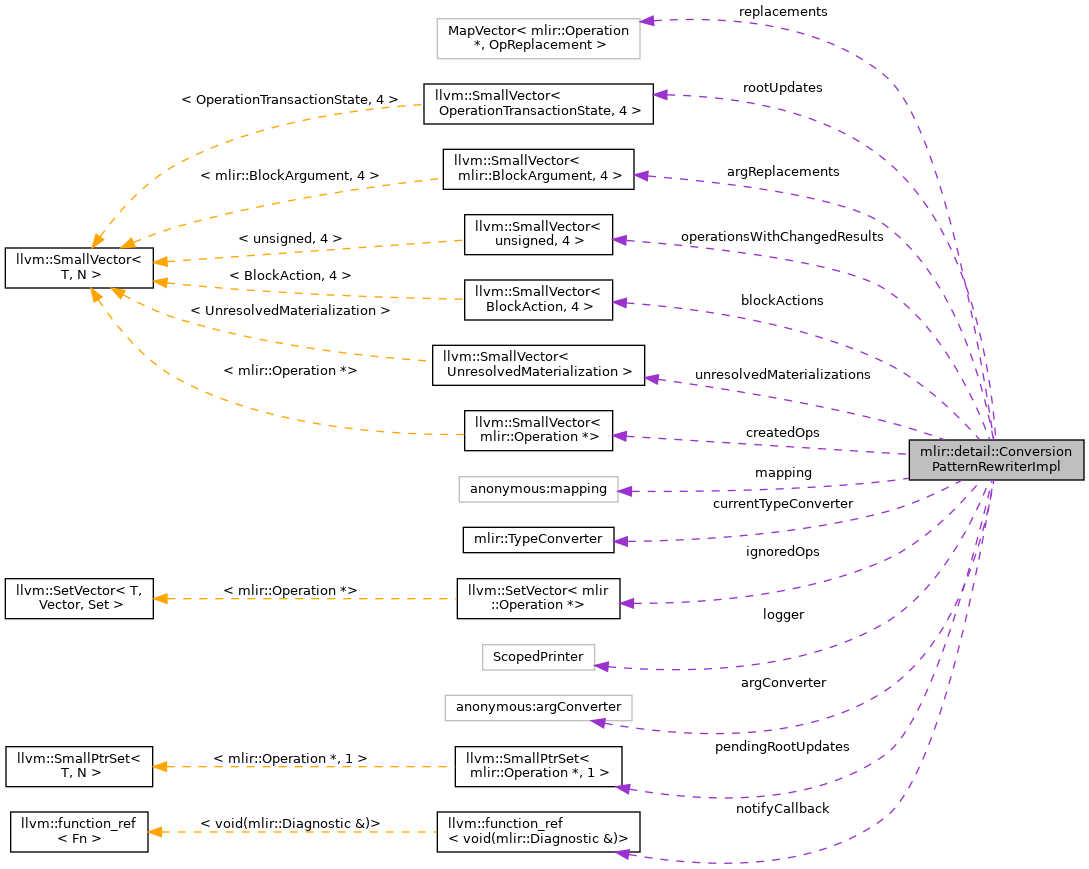 replacements
MapVector< mlir::Operation
*, OpReplacement >
rootUpdates
llvm::SmallVector<
OperationTransactionState, 4 >
< OperationTransactionState, 4 >
argReplacements
llvm::SmallVector<
mlir::BlockArgument, 4 >
< mlir::BlockArgument, 4 >
operationsWithChangedResults
llvm::SmallVector<
unsigned, 4 >
< unsigned, 4 >
llvm::SmallVector<
T, N >
blockActions
llvm::SmallVector<
BlockAction, 4 >
< BlockAction, 4 >
unresolvedMaterializations
llvm::SmallVector<
UnresolvedMaterialization >
< UnresolvedMaterialization >
createdOps
llvm::SmallVector<
mlir::Operation *>
< mlir::Operation *>
mlir::detail::Conversion
PatternRewriterImpl
mapping
anonymous:mapping
currentTypeConverter
mlir::TypeConverter
ignoredOps
llvm::SetVector< mlir
::Operation *>
< mlir::Operation *>
llvm::SetVector< T,
Vector, Set >
logger
ScopedPrinter
argConverter
anonymous:argConverter
pendingRootUpdates
llvm::SmallPtrSet<
mlir::Operation *, 1 >
< mlir::Operation *, 1 >
llvm::SmallPtrSet<
T, N >
notifyCallback
llvm::function_ref
< void(mlir::Diagnostic &)>
< void(mlir::Diagnostic &)>
llvm::function_ref
< Fn >